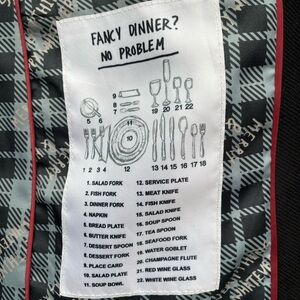 FANCY DINNER?
NO PROBLEM
9
8
7
19 20 21 22
5 6
11
10
1 2 3 4
12
13 14 15 16 17 18
1. SALAD FORK
2. FISH FORK
3. DINNER FORK
4. NAPKIN
5. BREAD PLATE
6. BUTTER KNIFE
7. DESSERT SPOON
8. DESSERT FORK
9. PLACE CARD
10. SALAD PLATE
11. SOUP BOWL
12. SERVICE PLATE
13. MEAT KNIFE
14. FISH KNIFE
15. SALAD KNIFE
16. SOUP SPOON
17. TEA SPOON
18. SEAFOOD FORK
19. WATER GOBLET
20. CHAMPAGNE FLUTE
21. RED WINE GLASS
22. WHITE WINE GLASS